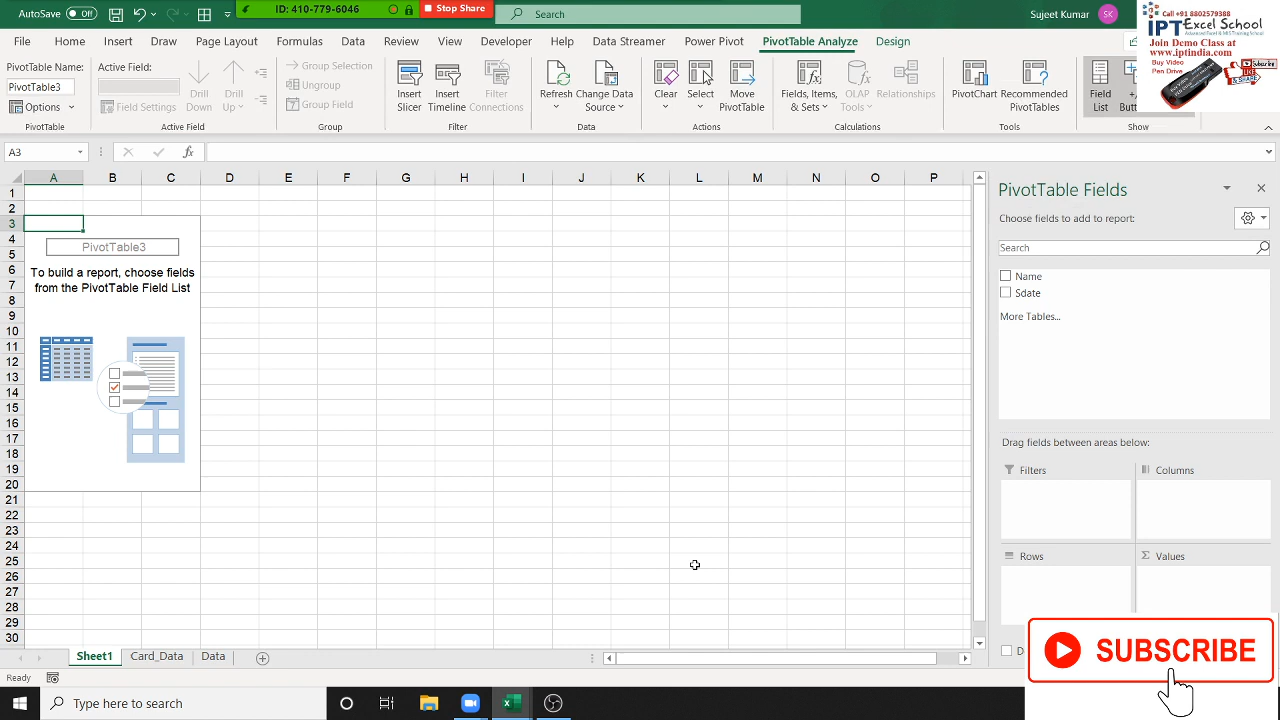 AutoSave Off
ID: 410-779-6046 Stop Share
Search
Sujeet Kumar SK
Call +91 8802579388
IPT Excel School
Advanced Excel & MIS Training School
Join Demo Class at
www.iptindia.com
Buy Video
Pen Drive
Subscribe
& SHARE
File Home Insert Draw Page Layout Formulas Data Review View Developer Help Data Streamer Power Pivot PivotTable Analyze Design
PivotTable Name:
PivotTable3
Options
PivotTable
Active Field:
Field Settings
Drill Down
Drill Up
Active Field
Group Selection
Ungroup
Group Field
Group
Insert Slicer
Insert Timeline
Filter Connections
Filter
Refresh
Change Data Source
Data
Clear
Select
Move PivotTable
Actions
Fields, Items, & Sets
OLAP Tools
Relationships
Calculations
PivotChart
Recommended PivotTables
Tools
Field List
Show
A3
fx
A B C D E F G H I J K L M N O P
1
2
3
4
5
6
7
8
9
10
11
12
13
14
15
16
17
18
19
20
21
22
23
24
25
26
27
28
29
30
PivotTable3
To build a report, choose fields
from the PivotTable Field List
PivotTable Fields
Choose fields to add to report:
Search
Name
Sdate
More Tables...
Drag fields between areas below:
Filters
Columns
Rows
Σ Values
SUBSCRIBE
Sheet1 Card_Data Data
Ready
Type here to search